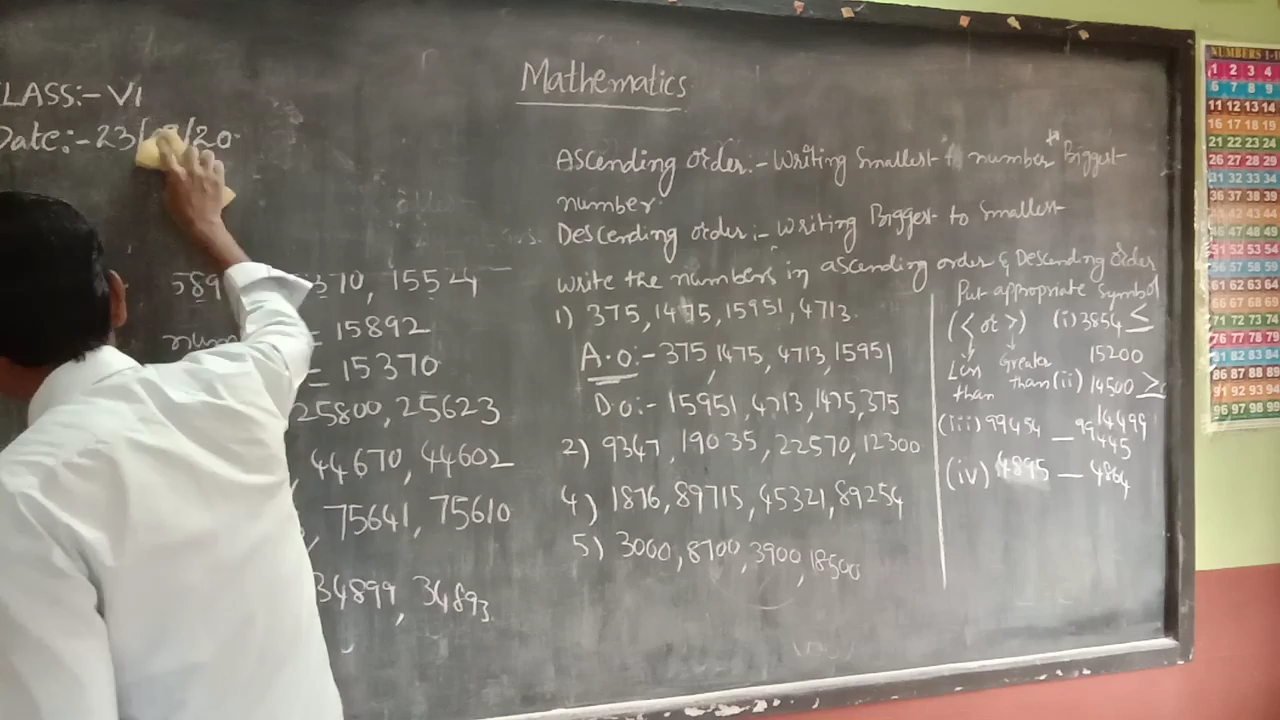 Mathematics
CLASS:- VI
Date:- 23/ /20
589 370, 15524
= 15892
= 15370
25800, 25623
44670, 44602
75641, 75610
34899, 34893.
Ascending order:- Writing Smallest to number to Biggest
number.
Descending order:- Writing Biggest to Smallest
Write the numbers in ascending order & Descending order
1) 375, 1475, 15951, 4713.
A.O:- 375, 1475, 4713, 15951
D.O:- 15951, 4713, 1475, 375
2) 9347, 19035, 22570, 12300
4) 1876, 89715, 45321, 89254
5) 3000, 8700, 3900, 18500
Put appropriate Symbol
(< or >) (i) 3854 <
Less Greater 15200
than than (ii) 14500 >
14499
(iii) 99454 _ 99445
(iv) 4895 _ 4864
NUMBERS 1-1
1 2 3 4
6 7 8 9
11 12 13 14
16 17 18 19
21 22 23 24
26 27 28 29
31 32 33 34
36 37 38 39
41 42 43 44
46 47 48 49
51 52 53 54
56 57 58 59
61 62 63 64
66 67 68 69
71 72 73 74
76 77 78 79
81 82 83 84
86 87 88 89
91 92 93 94
96 97 98 99